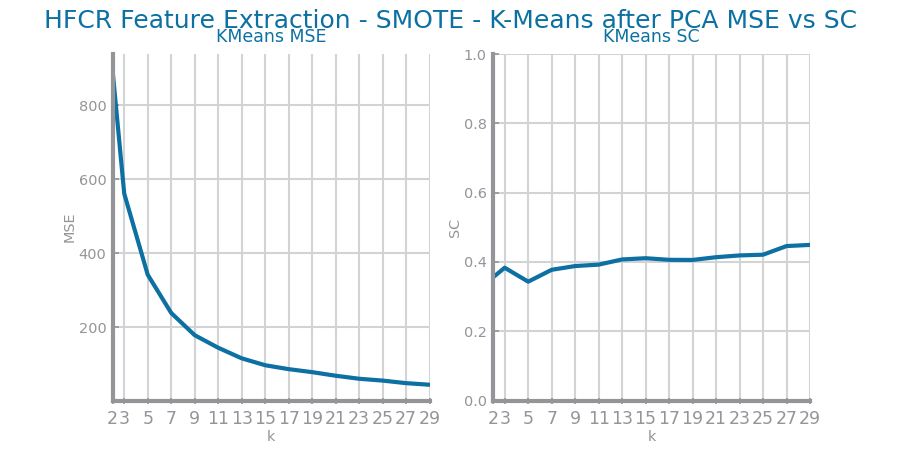 HFCR Feature Extraction - SMOTE - K-Means after PCA MSE vs SC
KMeans MSE
800
600
400
200
MSE
2 3 5 7 9 11 13 15 17 19 21 23 25 27 29
k
KMeans SC
1.0
0.8
0.6
0.4
0.2
0.0
SC
2 3 5 7 9 11 13 15 17 19 21 23 25 27 29
k